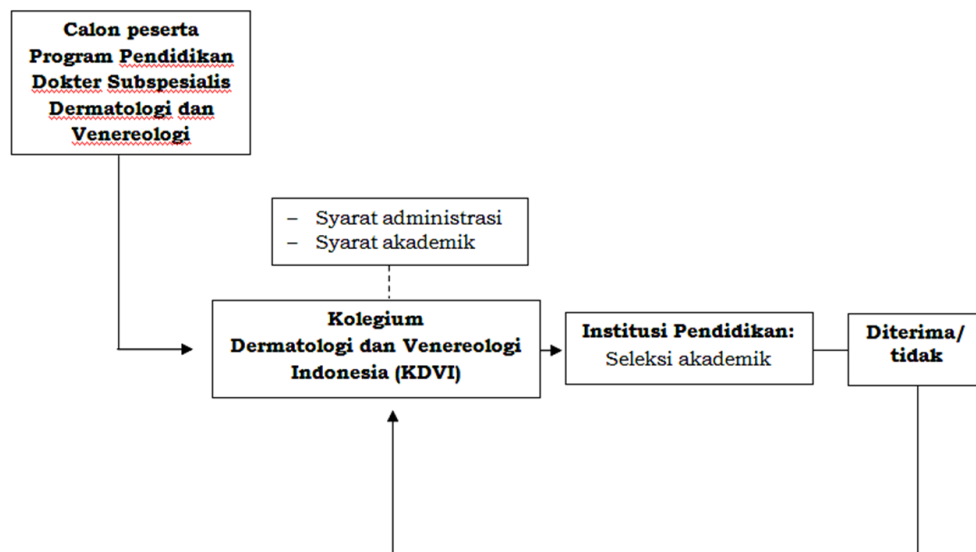 Calon peserta
Program Pendidikan
Dokter Subspesialis
Dermatologi dan
Venereologi
– Syarat administrasi
– Syarat akademik
Kolegium
Dermatologi dan Venereologi
Indonesia (KDVI)
Institusi Pendidikan:
Seleksi akademik
Diterima/
tidak